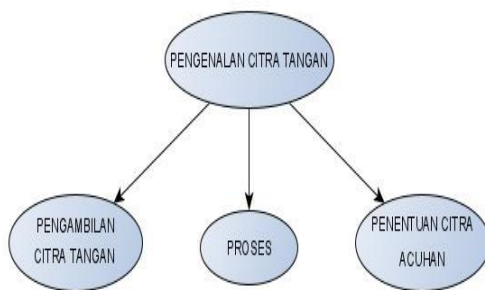 PENGENALAN CITRA TANGAN
PENGAMBILAN
CITRA TANGAN
PROSES
PENENTUAN CITRA
ACUHAN